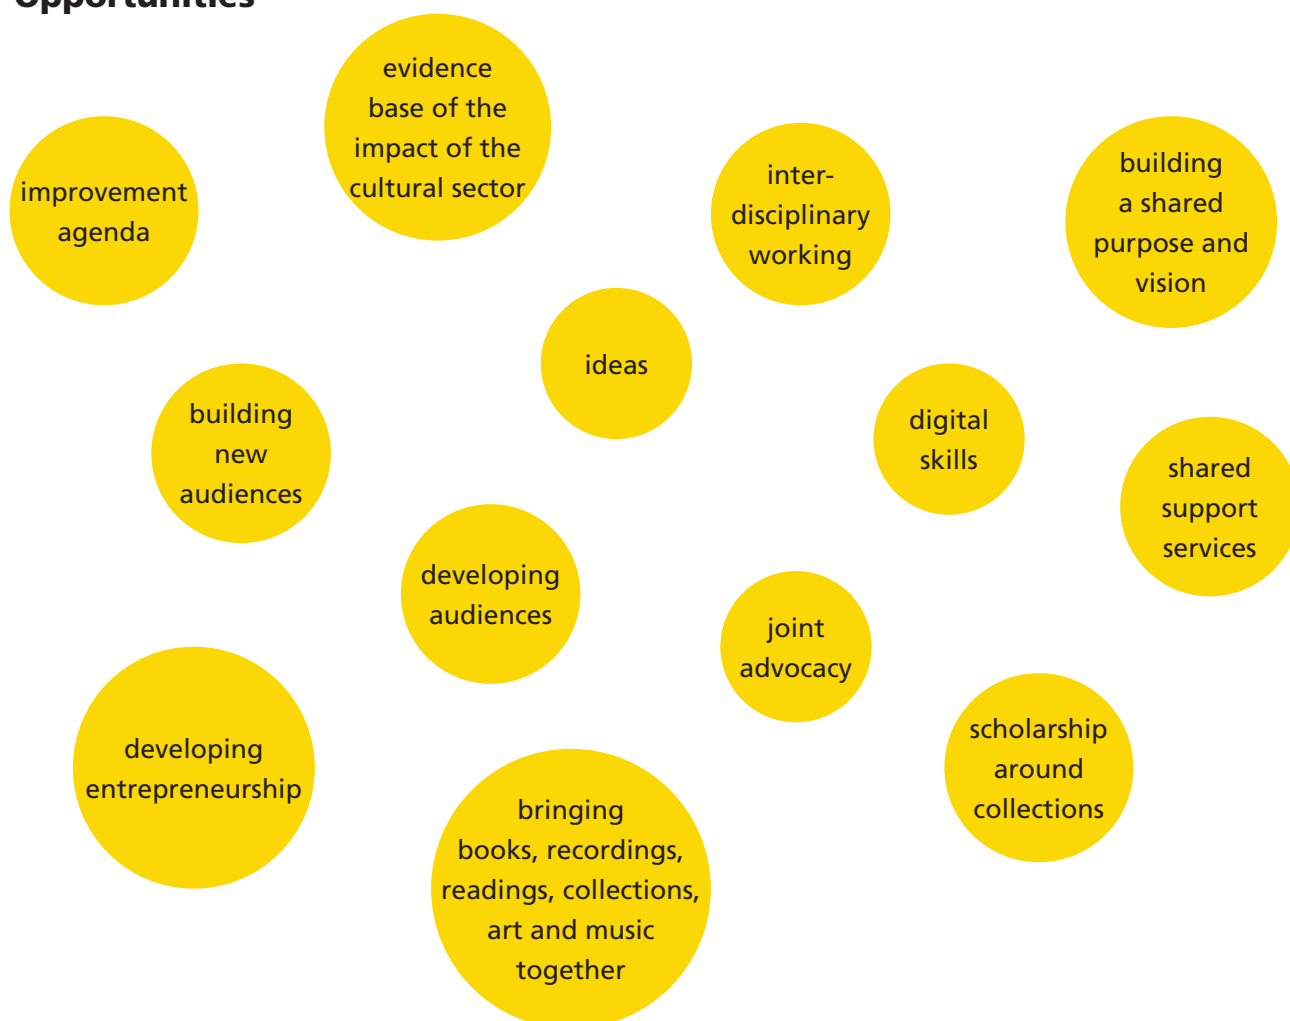 Opportunities
evidence
base of the
impact of the
cultural sector
improvement
agenda
inter-
disciplinary
working
building
a shared
purpose and
vision
ideas
building
new
audiences
digital
skills
shared
support
services
developing
audiences
joint
advocacy
developing
entrepreneurship
scholarship
around
collections
bringing
books, recordings,
readings, collections,
art and music
together